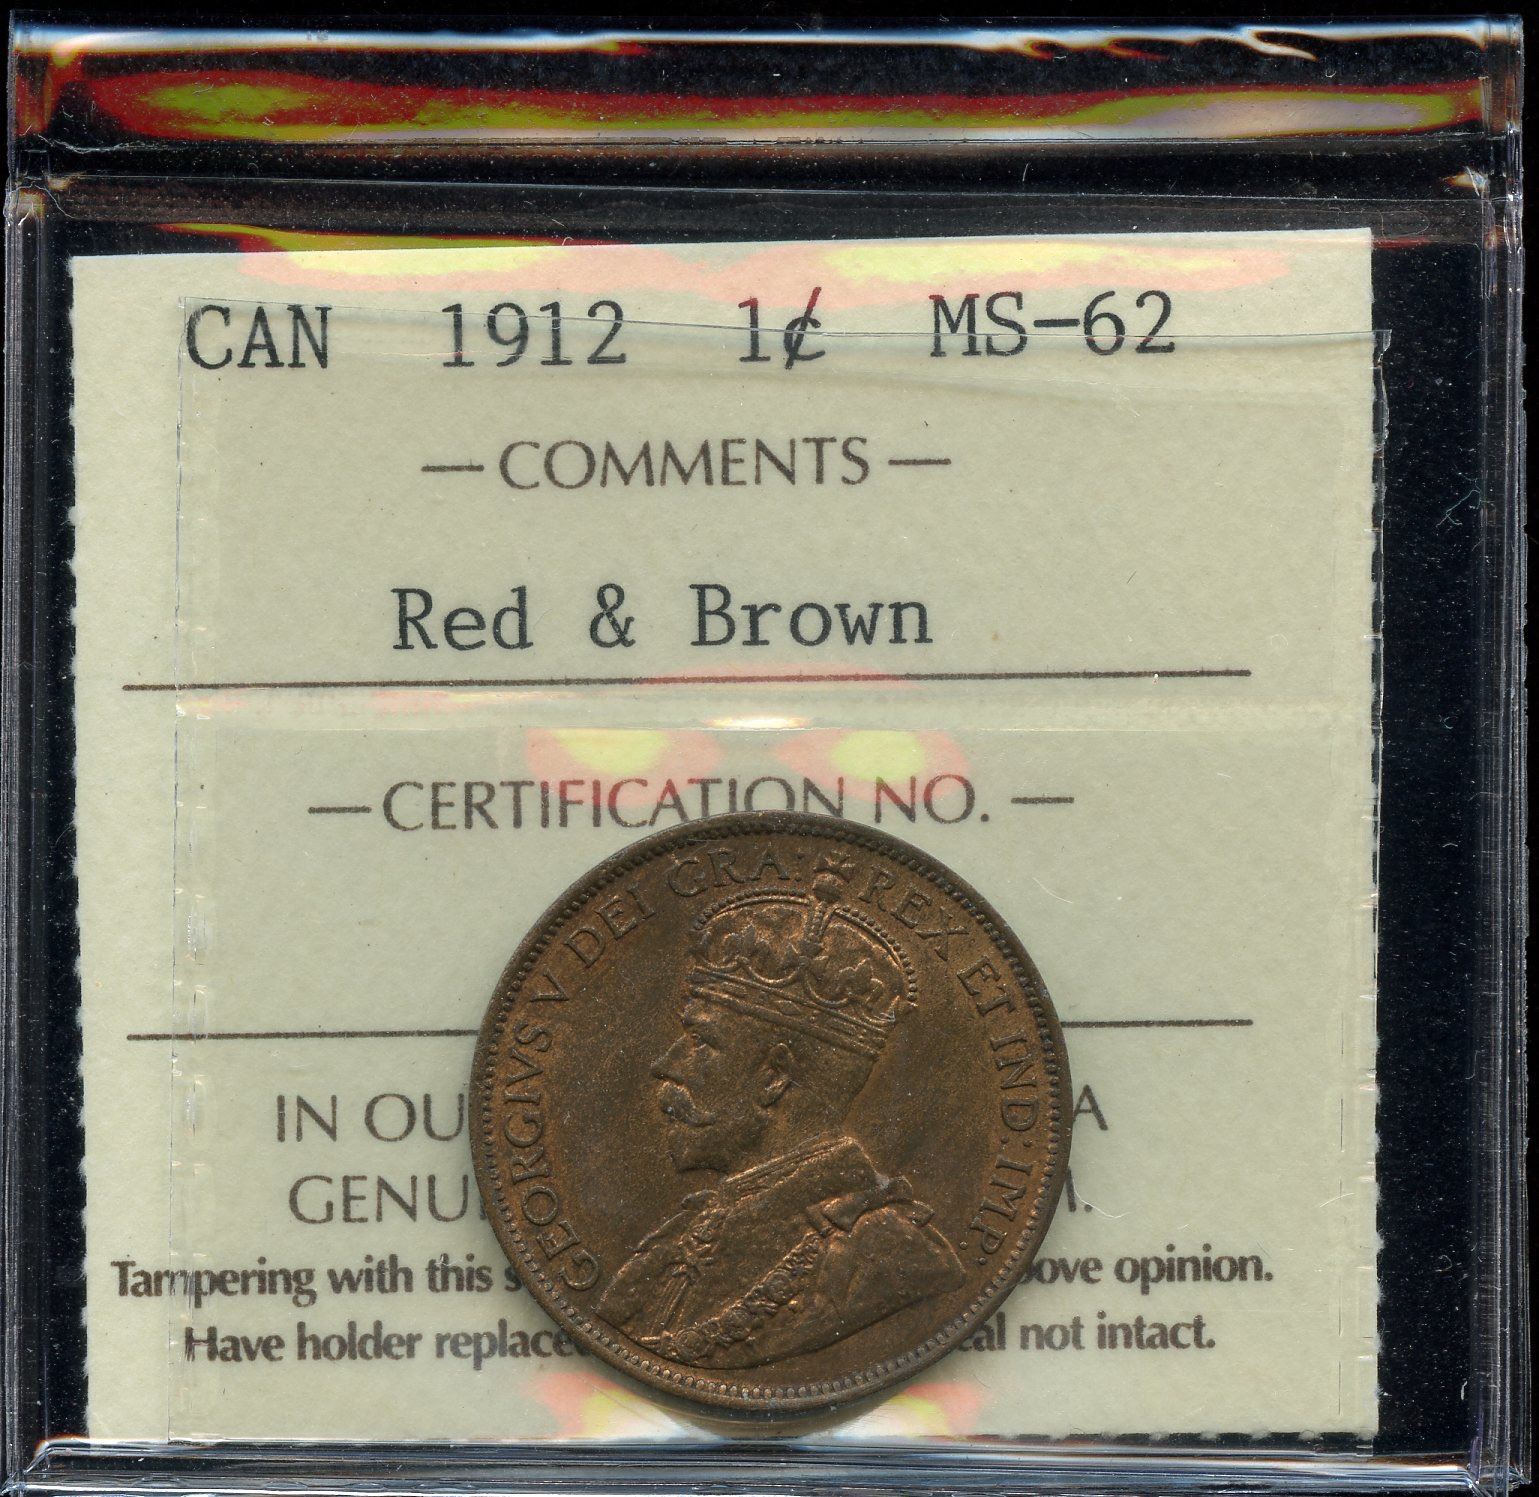 CAN 1912 1¢ MS-62
— COMMENTS —
Red & Brown
— CERTIFICATION NO. —
GEORGIVS V DEI GRA: REX ET IND: IMP:
IN OU A
GENU M.
Tampering with this s bove opinion.
Have holder replace eal not intact.